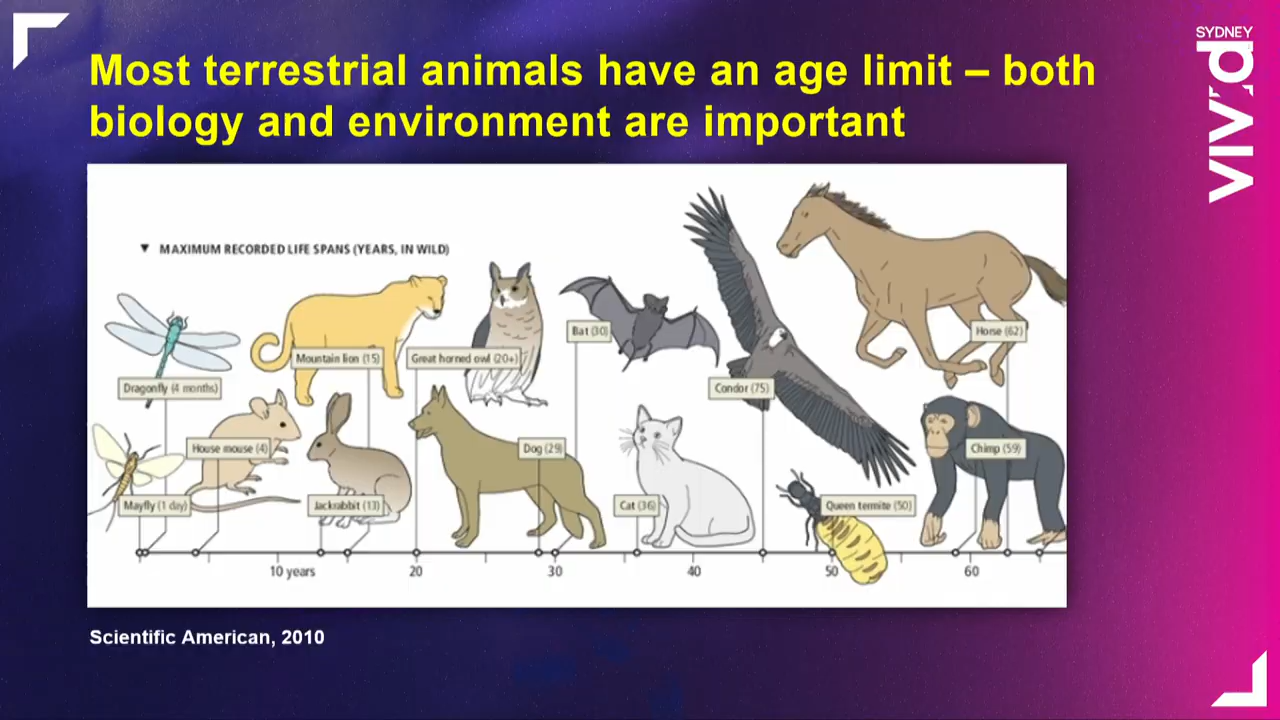 Most terrestrial animals have an age limit – both
biology and environment are important
SYDNEY
VIVID
▼ MAXIMUM RECORDED LIFE SPANS (YEARS, IN WILD)
Bat (30)
Horse (62)
Mountain lion (15)
Great horned owl (20+)
Dragonfly (4 months)
Condor (75)
House mouse (4)
Dog (29)
Chimp (59)
Mayfly (1 day)
Jackrabbit (13)
Cat (36)
Queen termite (50)
10 years
20
30
40
50
60
Scientific American, 2010